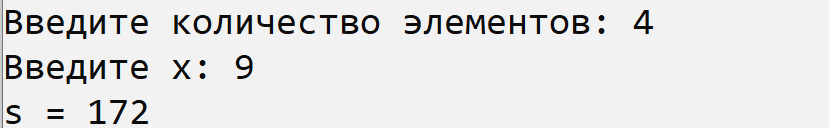 Введите количество элементов: 4
Введите x: 9
s = 172